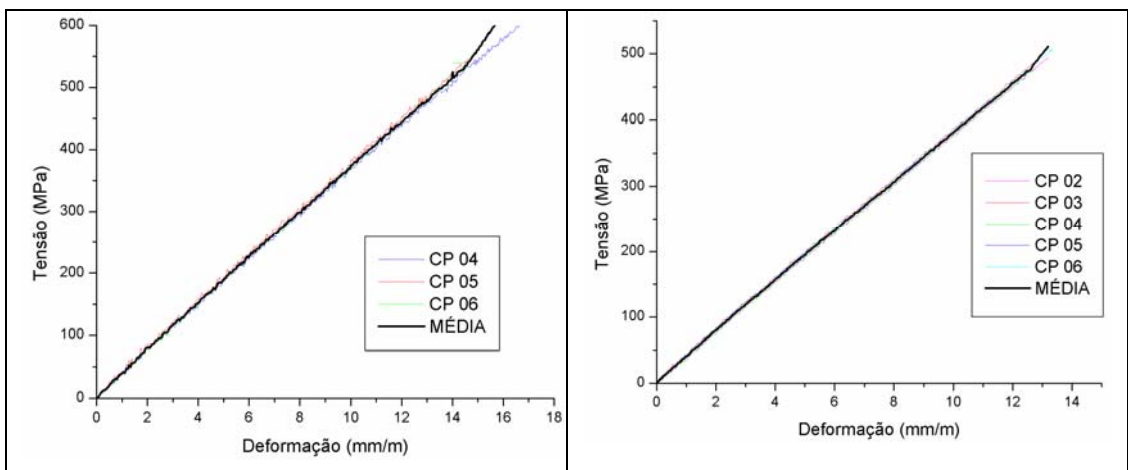 600
500
400
300
200
100
0
Tensão (MPa)
0 2 4 6 8 10 12 14 16 18
Deformação (mm/m)
CP 04
CP 05
CP 06
MÉDIA
500
400
300
200
100
0
Tensão (MPa)
0 2 4 6 8 10 12 14
Deformação (mm/m)
CP 02
CP 03
CP 04
CP 05
CP 06
MÉDIA